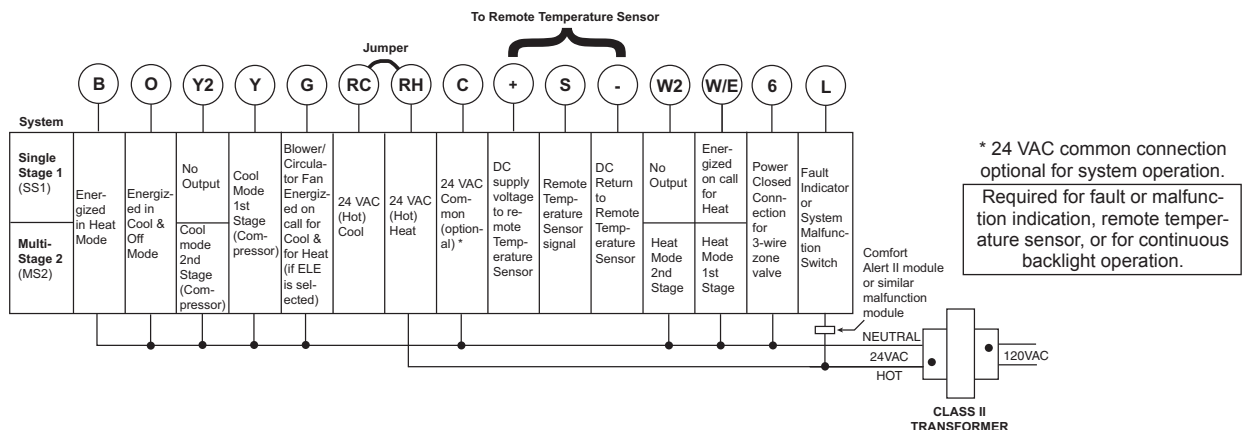 To Remote Temperature Sensor
Jumper
B O Y2 Y G RC RH C + S - W2 W/E 6 L
System
Single
Stage 1
(SS1)
Multi-
Stage 2
(MS2)
Ener-
gized
in Heat
Mode
Energiz-
ed in
Cool &
Off
Mode
No
Output
Cool
mode
2nd
Stage
(Com-
pressor)
Cool
Mode
1st
Stage
(Com-
pressor)
Blower/
Circula-
tor Fan
Energiz-
ed on
call for
Cool &
for Heat
(if ELE
is sel-
ected)
24 VAC
(Hot)
Cool
24 VAC
(Hot)
Heat
24 VAC
Com-
mon
(option-
al) *
DC
supply
voltage
to re-
mote
Temp-
erature
Sensor
Remote
Temp-
erature
Sensor
signal
DC
Return
to
Remote
Temp-
erature
Sensor
No
Output
Heat
Mode
2nd
Stage
Ener-
gized
on call
for
Heat
Heat
Mode
1st
Stage
Power
Closed
Conn-
ection
for
3-wire
zone
valve
Fault
Indicator
or
System
Malfunc-
tion
Switch
* 24 VAC common connection
optional for system operation.
Required for fault or malfunc-
tion indication, remote temper-
ature sensor, or for continuous
backlight operation.
Comfort
Alert II module
or similar
malfunction
module
NEUTRAL
24VAC
HOT
120VAC
CLASS II
TRANSFORMER